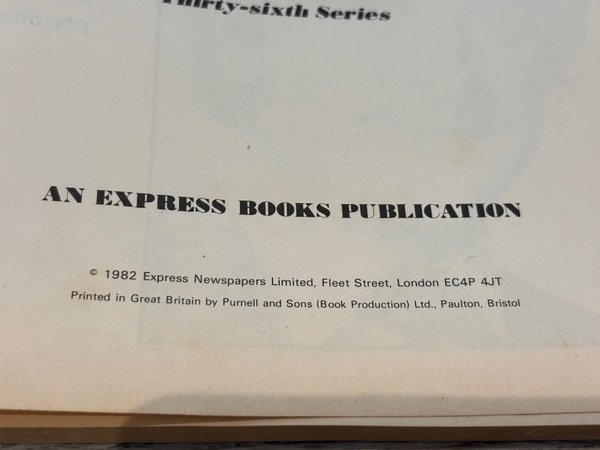 Thirty-sixth Series
AN EXPRESS BOOKS PUBLICATION
© 1982 Express Newspapers Limited, Fleet Street, London EC4P 4JT
Printed in Great Britain by Purnell and Sons (Book Production) Ltd., Paulton, Bristol